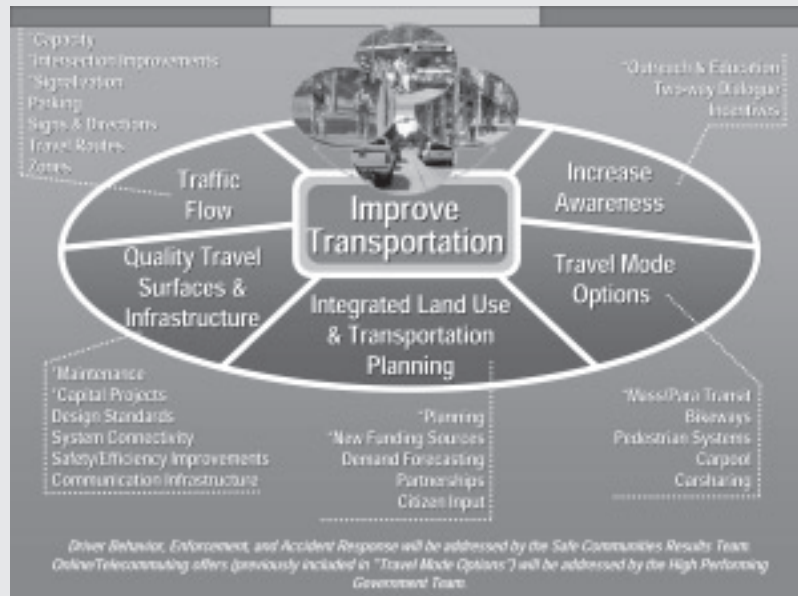 *Capacity
*Intersection Improvements
*Signalization
Parking
Signs & Directions
Travel Routes
Zones
*Outreach & Education
Two-way Dialogue
Incentives
Traffic
Flow
Improve
Transportation
Increase
Awareness
Quality Travel
Surfaces &
Infrastructure
Integrated Land Use
& Transportation
Planning
Travel Mode
Options
*Maintenance
*Capital Projects
Design Standards
System Connectivity
Safety/Efficiency Improvements
Communication Infrastructure
*Planning
*New Funding Sources
Demand Forecasting
Partnerships
Citizen Input
*Mass/Para Transit
Bikeways
Pedestrian Systems
Carpool
Carsharing
Driver Behavior, Enforcement, and Accident Response will be addressed by the Safe Communities Results Team.
Online/Telecommuting offers (previously included in "Travel Mode Options") will be addressed by the High Performing
Government Team.